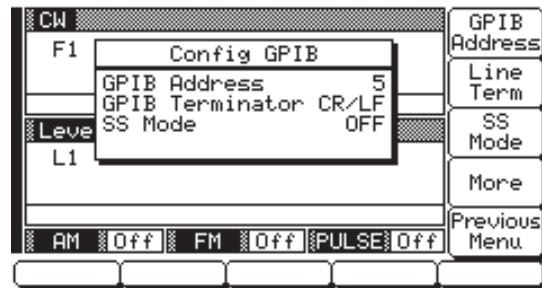 CW
F1
Config GPIB
GPIB Address 5
GPIB Terminator CR/LF
SS Mode OFF
Leve
L1
AM Off FM Off PULSE Off
GPIB
Address
Line
Term
SS
Mode
More
Previous
Menu